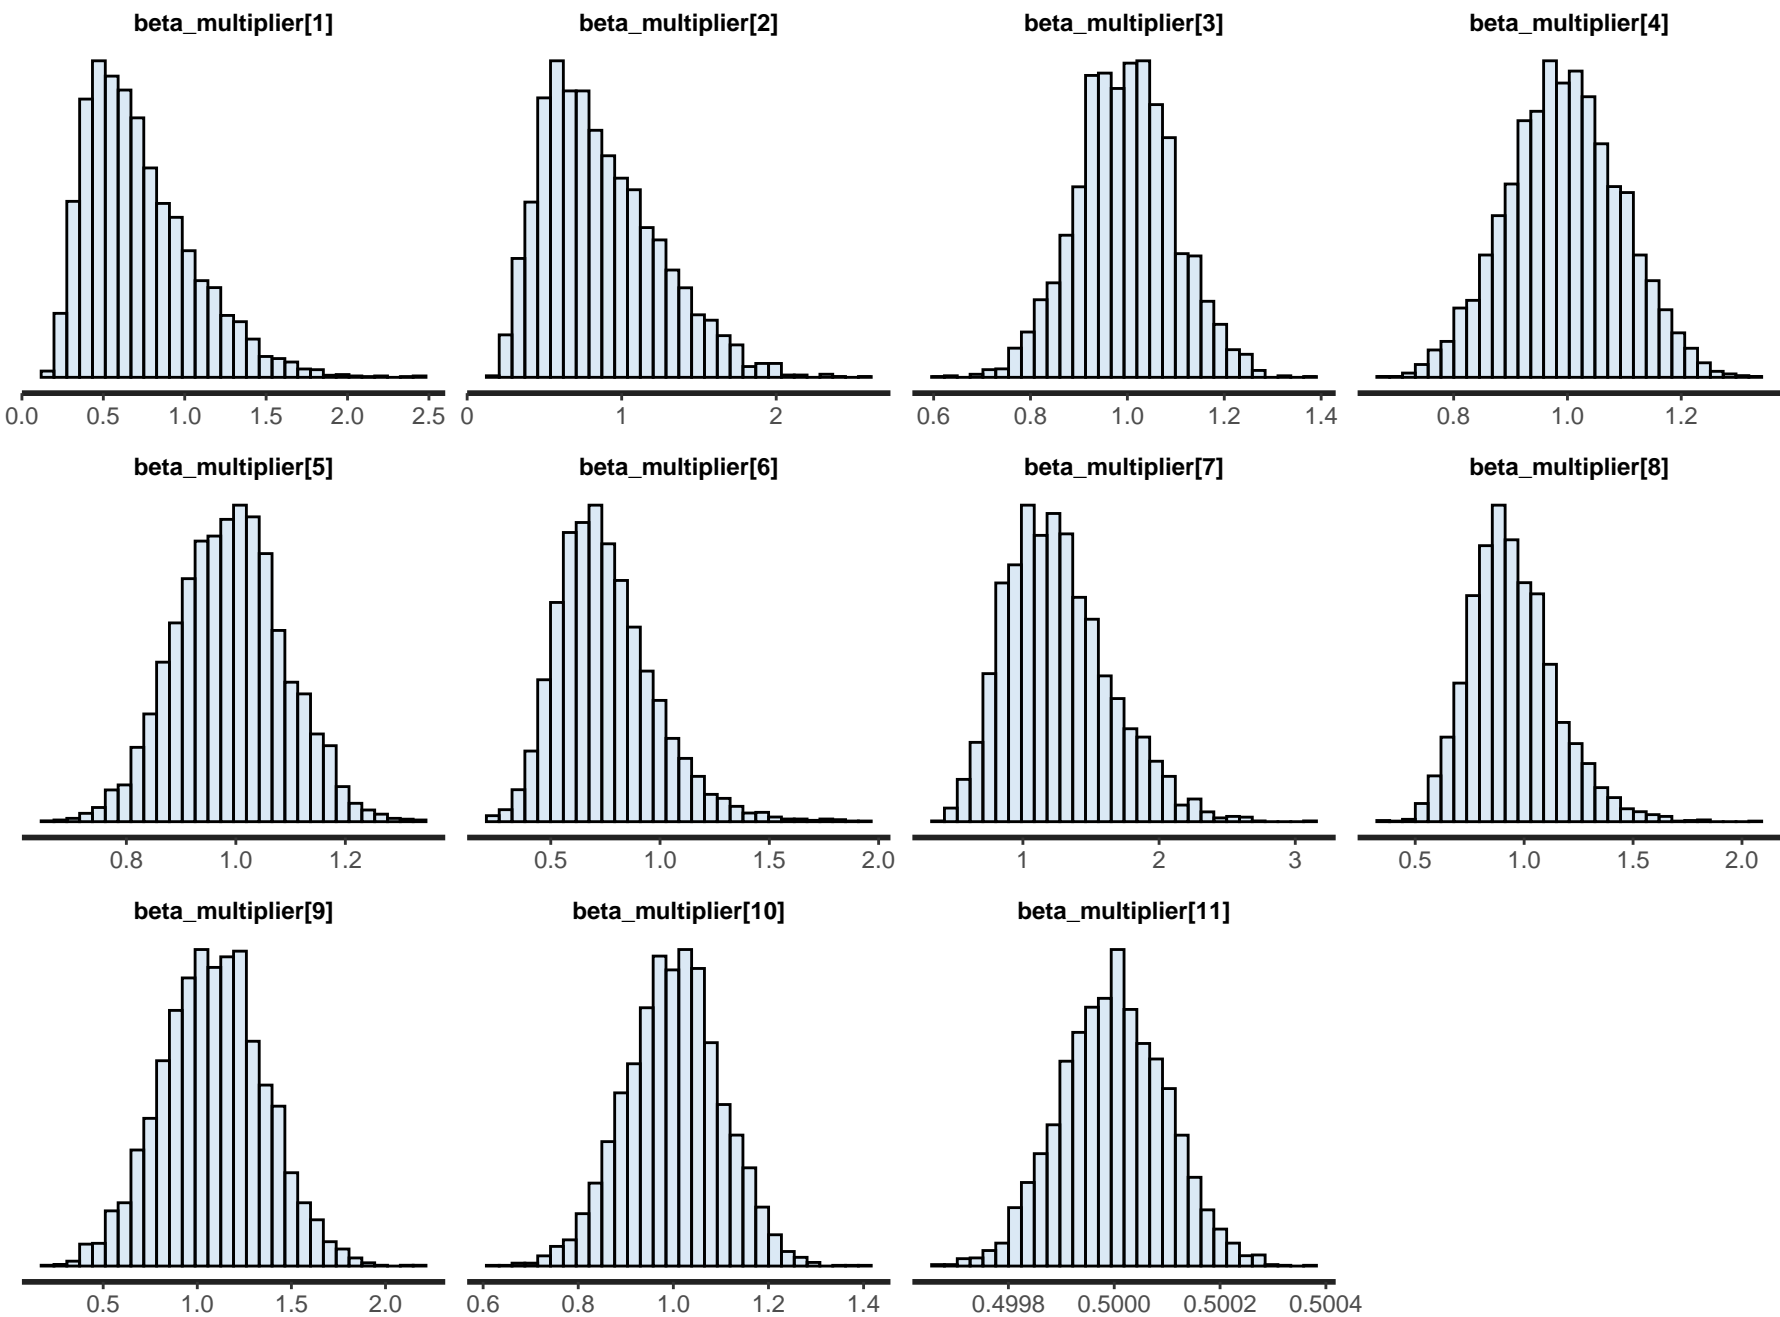 beta_multiplier[1] beta_multiplier[2] beta_multiplier[3] beta_multiplier[4]
0.0 0.5 1.0 1.5 2.0 2.5 0 1 2 0.6 0.8 1.0 1.2 1.4 0.8 1.0 1.2
beta_multiplier[5] beta_multiplier[6] beta_multiplier[7] beta_multiplier[8]
0.8 1.0 1.2 0.5 1.0 1.5 2.0 1 2 3 0.5 1.0 1.5 2.0
beta_multiplier[9] beta_multiplier[10] beta_multiplier[11]
0.5 1.0 1.5 2.0 0.6 0.8 1.0 1.2 1.4 0.4998 0.5000 0.5002 0.5004